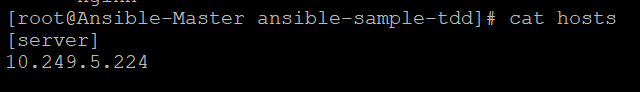 [root@Ansible-Master ansible-sample-tdd]# cat hosts
[server]
10.249.5.224